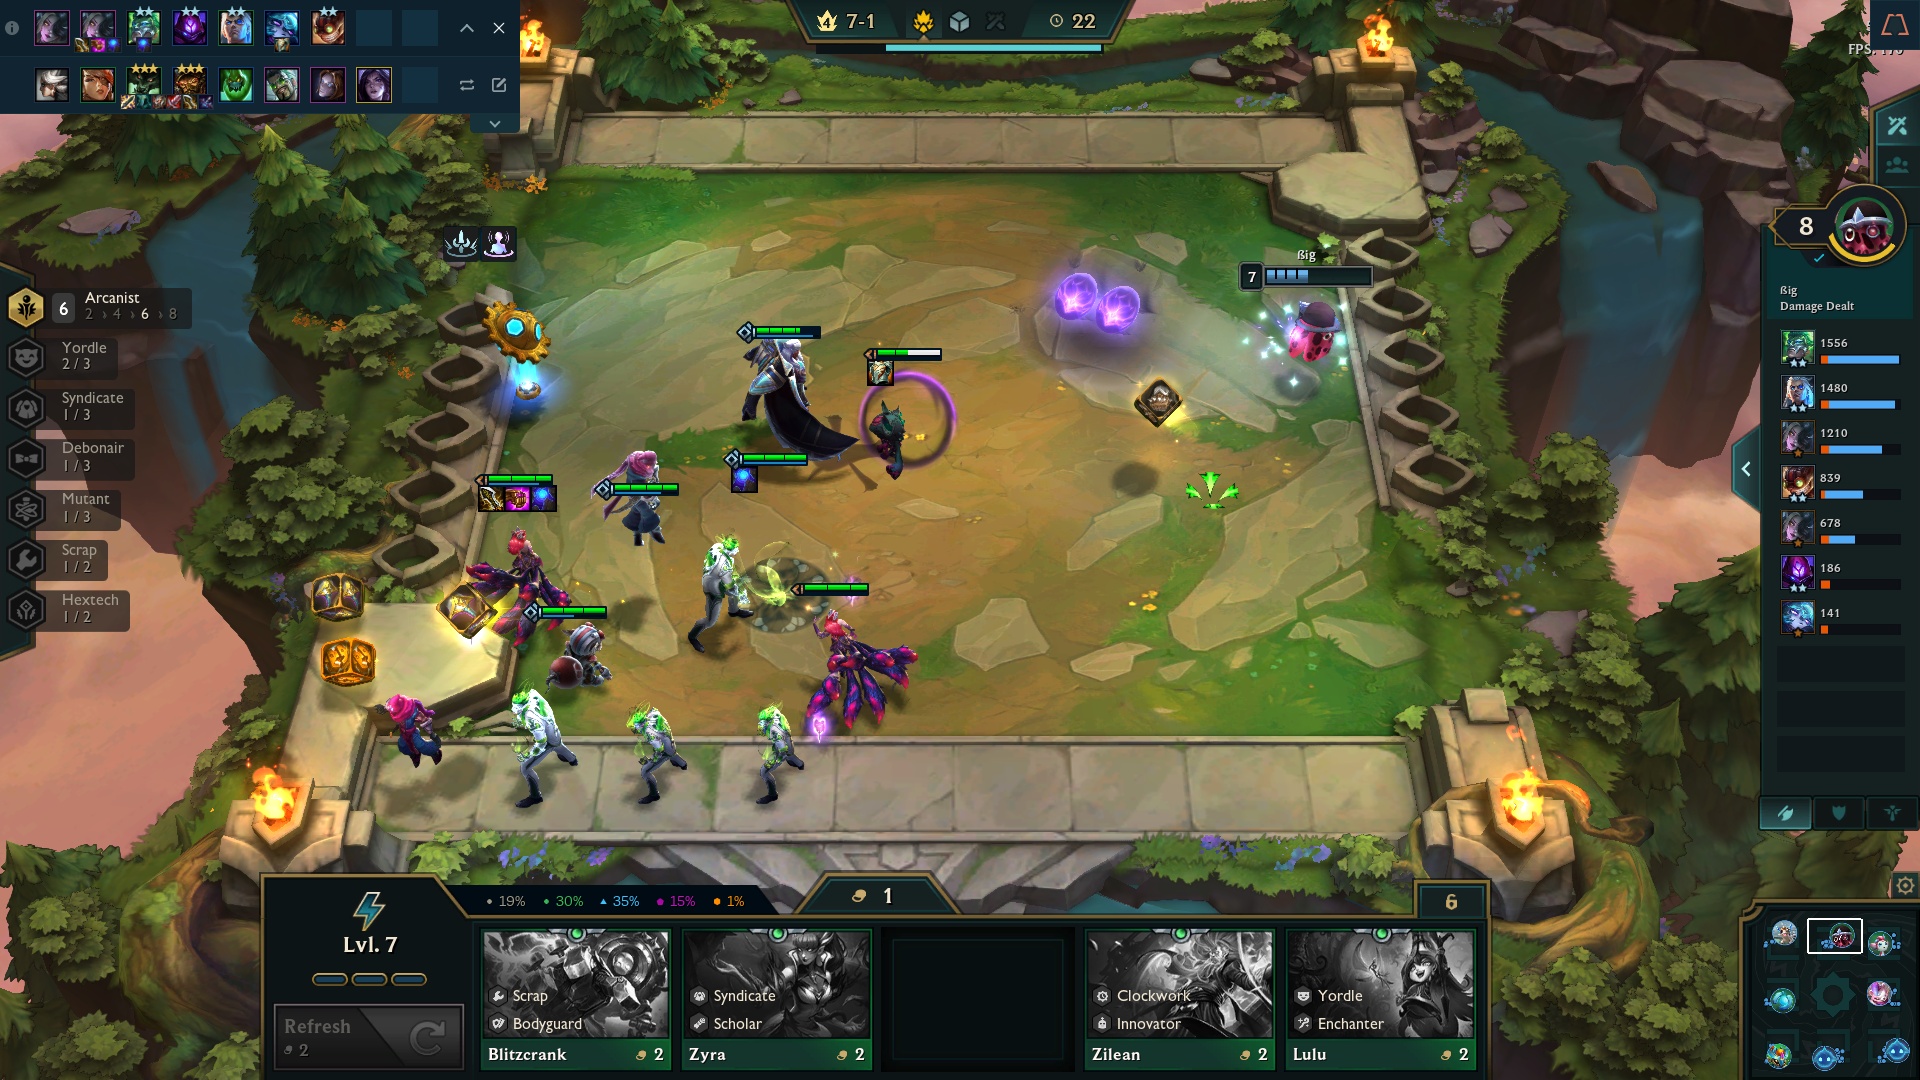 4 7-1
22
FPS:
6 Arcanist
2 › 4 › 6 › 8
Yordle
2 / 3
Syndicate
1 / 3
Debonair
1 / 3
Mutant
1 / 3
Scrap
1 / 2
Hextech
1 / 2
ßig
7
8
ßig
Damage Dealt
1556
1480
1210
839
678
186
141
Lvl. 7
19% 30% 35% 15% 1%
1
6
Refresh
2
Scrap
Bodyguard
Blitzcrank 2
Syndicate
Scholar
Zyra 2
Clockwork
Innovator
Zilean 2
Yordle
Enchanter
Lulu 2